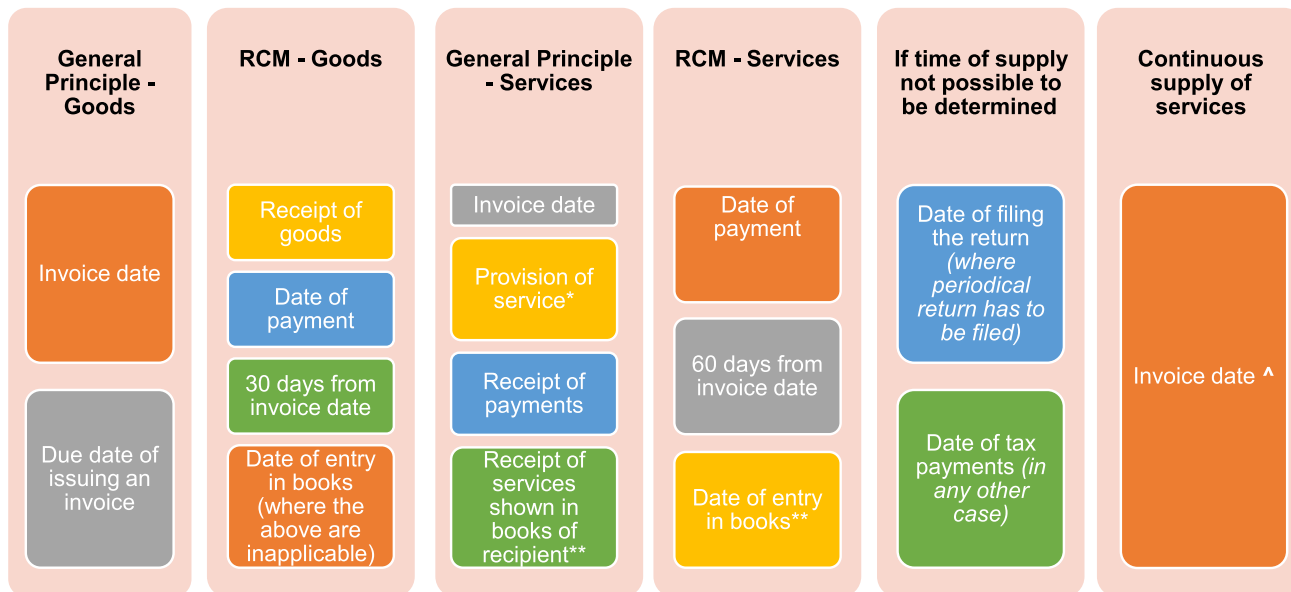 General
Principle -
Goods
Invoice date
Due date of
issuing an
invoice
RCM - Goods
Receipt of
goods
Date of
payment
30 days from
invoice date
Date of entry
in books
(where the
above are
inapplicable)
General Principle
- Services
Invoice date
Provision of
service*
Receipt of
payments
Receipt of
services
shown in
books of
recipient**
RCM - Services
Date of
payment
60 days from
invoice date
Date of entry
in books**
If time of supply
not possible to
be determined
Date of filing
the return
(where
periodical
return has to
be filed)
Date of tax
payments (in
any other
case)
Continuous
supply of
services
Invoice date ^